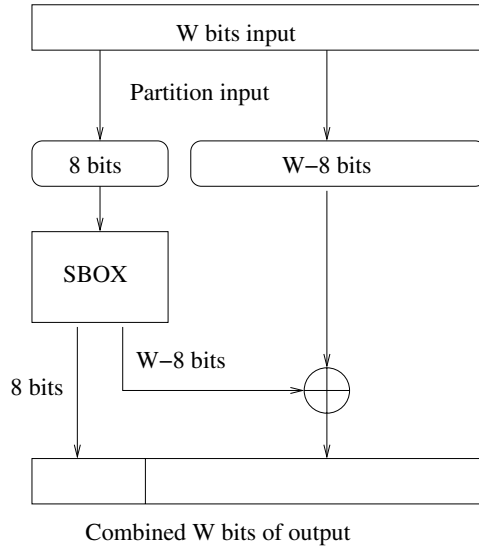 W bits input
Partition input
8 bits
W−8 bits
SBOX
W−8 bits
8 bits
Combined W bits of output